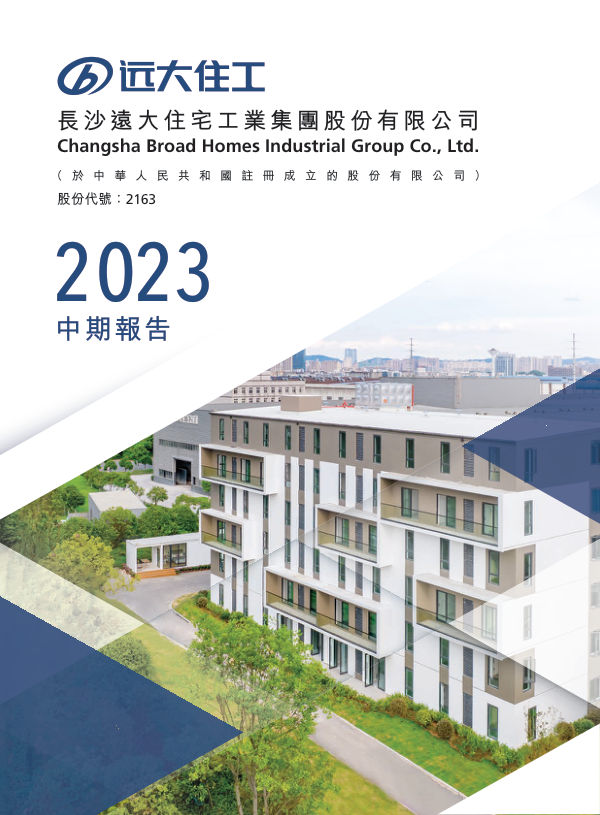 远大住工
長沙遠大住宅工業集團股份有限公司
Changsha Broad Homes Industrial Group Co., Ltd.
(於中華人民共和國註冊成立的股份有限公司)
股份代號：2163
2023
中期報告